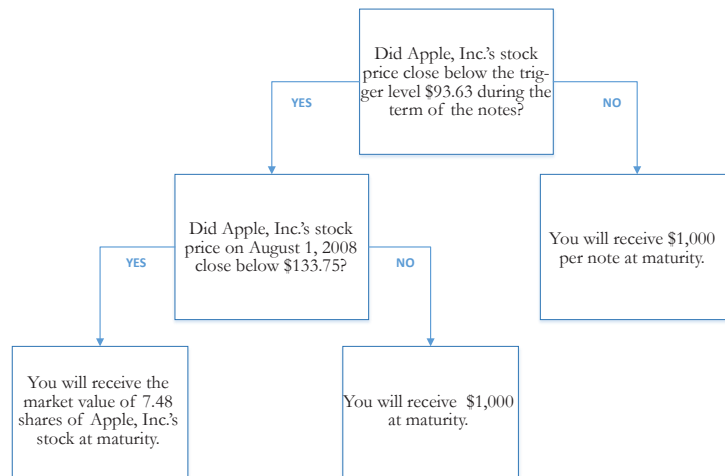 Did Apple, Inc.'s stock
price close below the trig-
ger level $93.63 during the
term of the notes?
YES
NO
Did Apple, Inc.'s stock
price on August 1, 2008
close below $133.75?
You will receive $1,000
per note at maturity.
YES
NO
You will receive the
market value of 7.48
shares of Apple, Inc.'s
stock at maturity.
You will receive $1,000
at maturity.